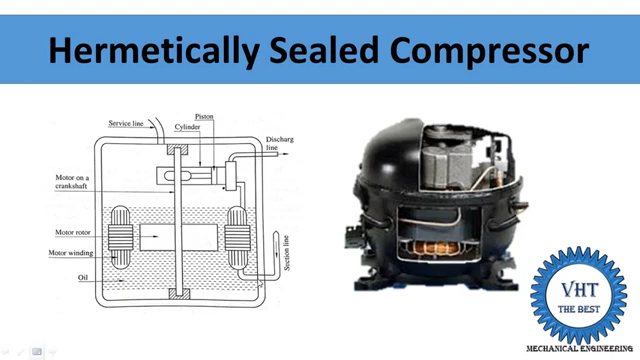 Hermetically Sealed Compressor
Piston
Service line
Cylinder
Discharg
line
Motor on a
crankshaft
Motor rotor
Motor winding
Oil
Suction line
VHT
THE BEST
MECHANICAL ENGINEERING